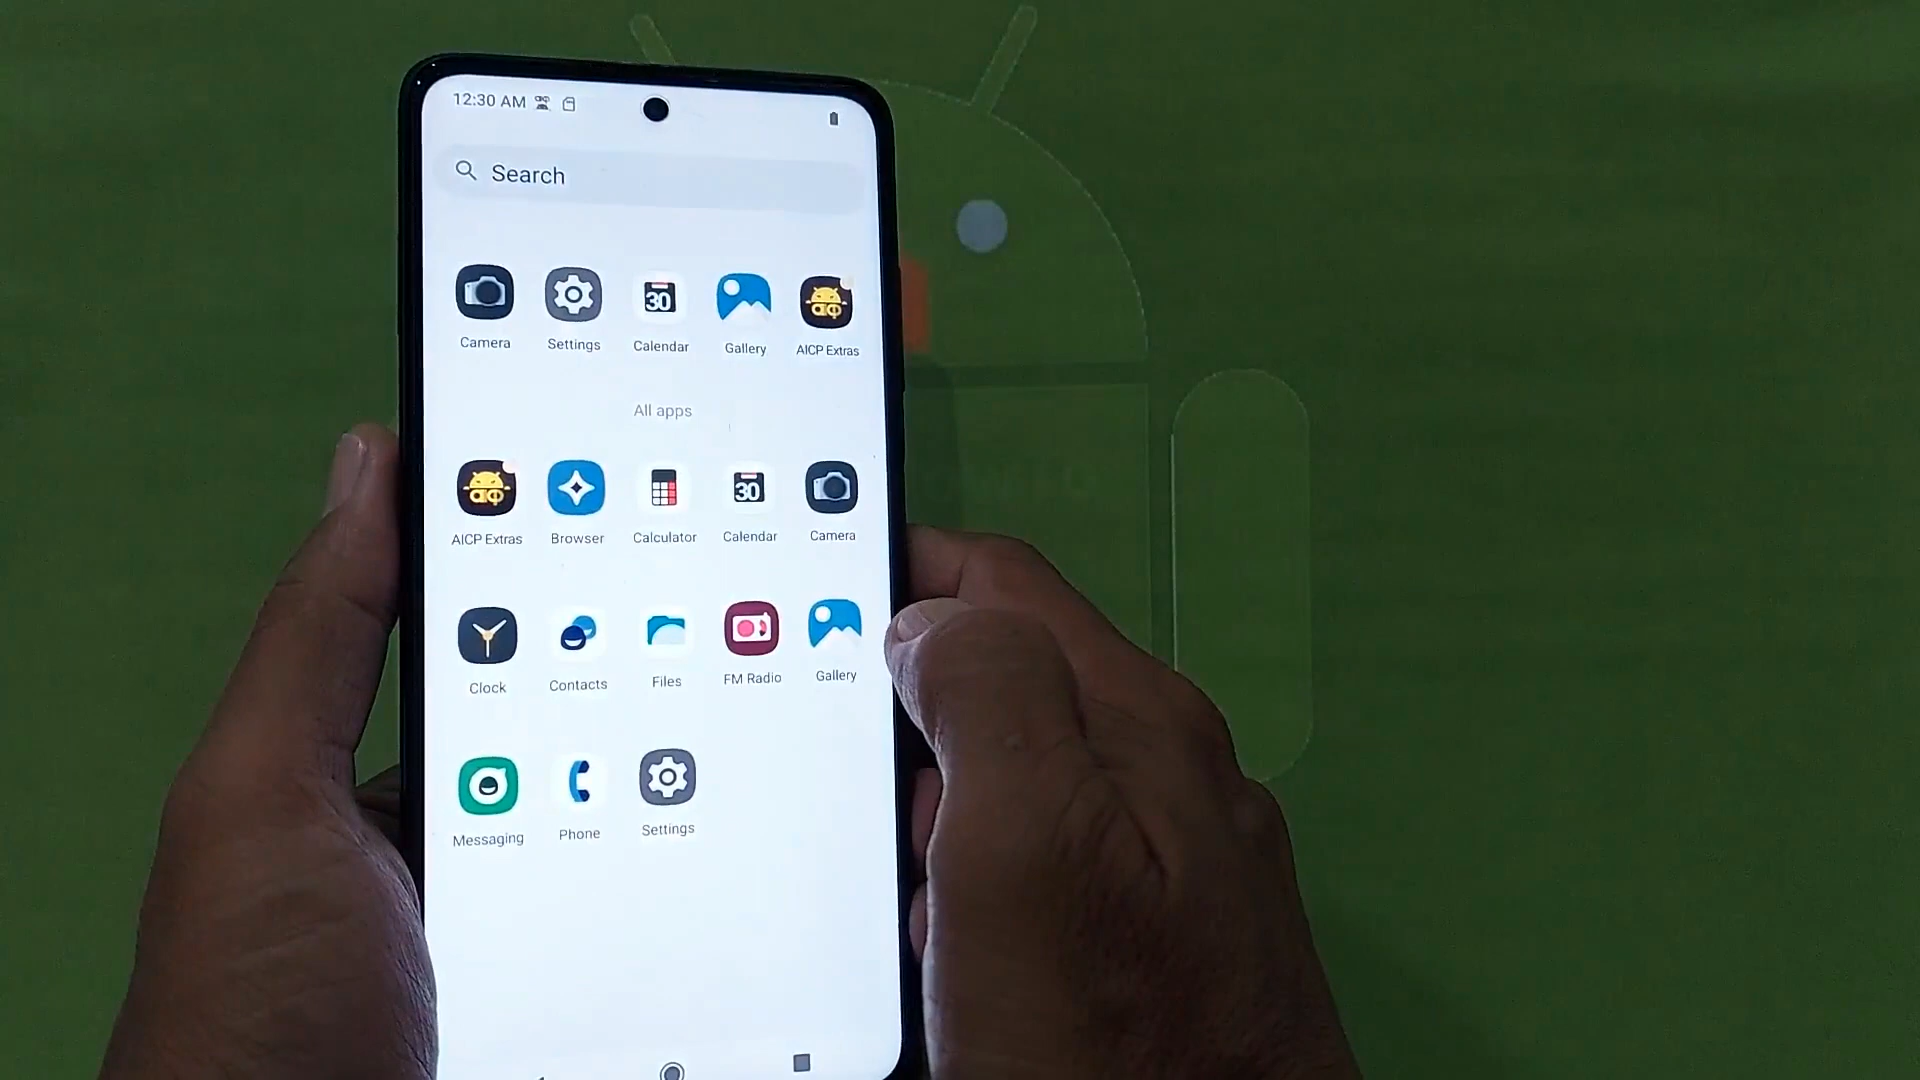 12:30 AM
Search
30
Camera Settings Calendar Gallery AICP Extras
All apps
30
AICP Extras Browser Calculator Calendar Camera
Clock Contacts Files FM Radio Gallery
Messaging Phone Settings